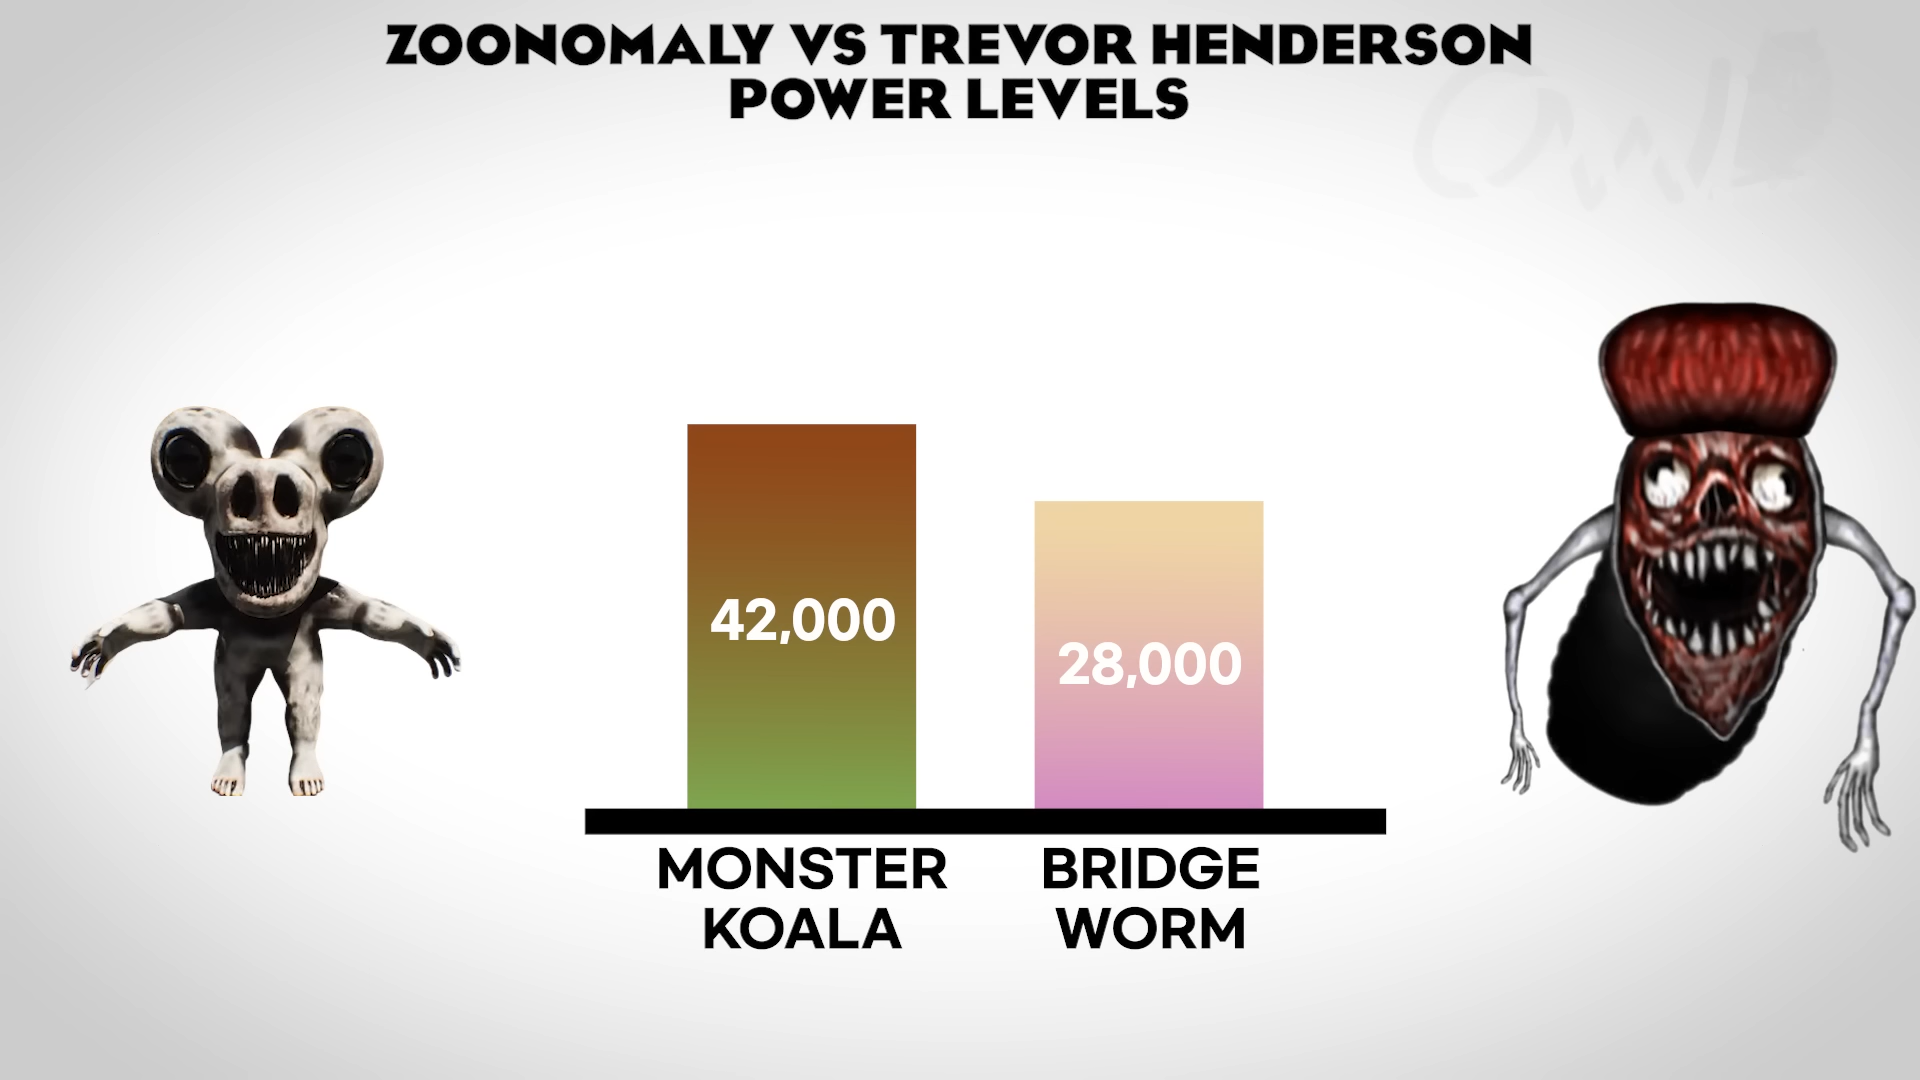 ZOONOMALY VS TREVOR HENDERSON
POWER LEVELS
42,000
28,000
MONSTER
KOALA
BRIDGE
WORM